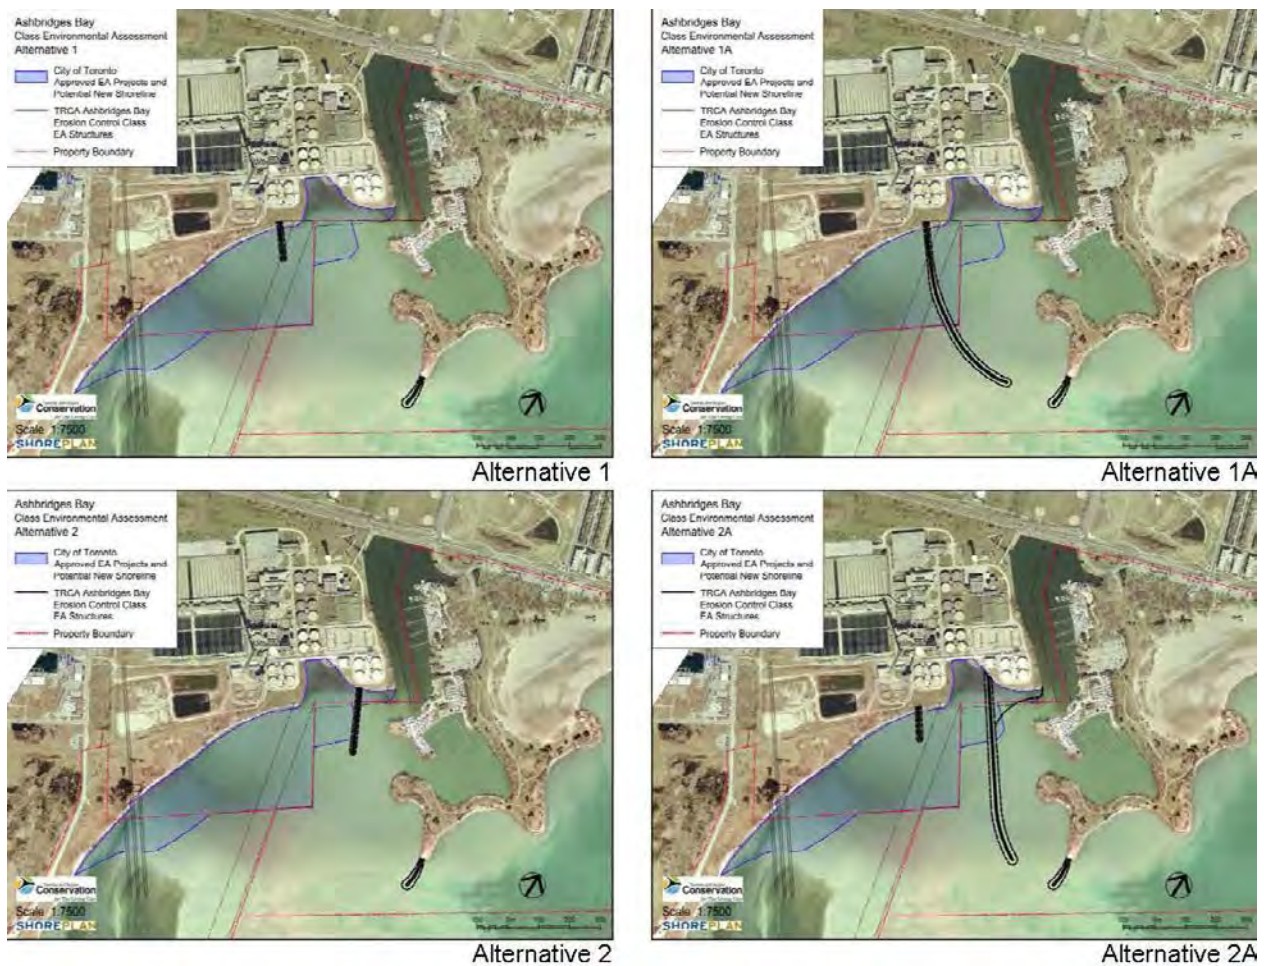 Ashbridges Bay
Class Environmental Assessment
Alternative 1
City of Toronto
Approved EA Projects and
Potential New Shoreline
TRCA Ashbridges Bay
Erosion Control Class
EA Structures
Property Boundary
Conservation
Scale 1:7500
SHOREPLAN
Alternative 1
Ashbridges Bay
Class Environmental Assessment
Alternative 1A
City of Toronto
Approved EA Projects and
Potential New Shoreline
TRCA Ashbridges Bay
Erosion Control Class
EA Structures
Property Boundary
Conservation
Scale 1:7500
SHOREPLAN
Alternative 1A
Ashbridges Bay
Class Environmental Assessment
Alternative 2
City of Toronto
Approved EA Projects and
Potential New Shoreline
TRCA Ashbridges Bay
Erosion Control Class
EA Structures
Property Boundary
Conservation
Scale 1:7500
SHOREPLAN
Alternative 2
Ashbridges Bay
Class Environmental Assessment
Alternative 2A
City of Toronto
Approved EA Projects and
Potential New Shoreline
TRCA Ashbridges Bay
Erosion Control Class
EA Structures
Property Boundary
Conservation
Scale 1:7500
SHOREPLAN
Alternative 2A